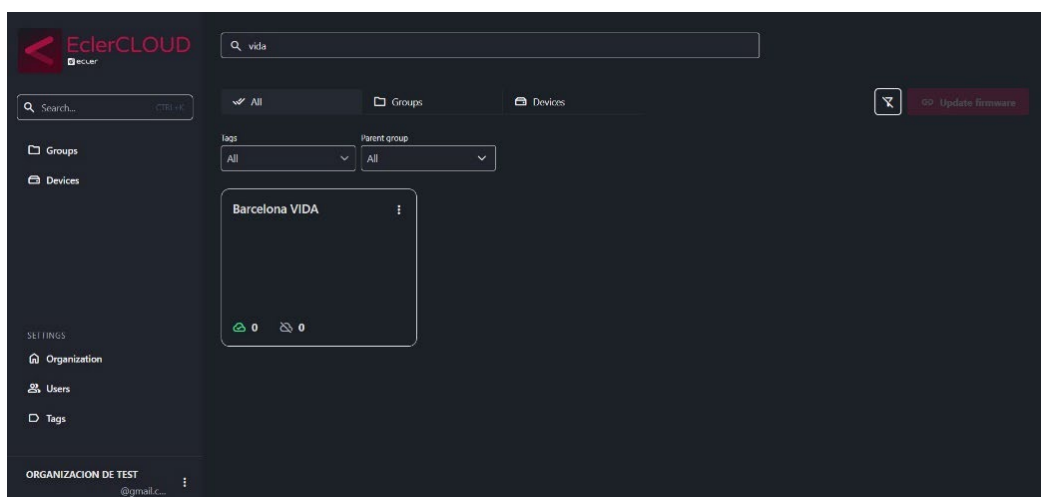 EclerCLOUD
ecler
Search...
CTRL+K
Groups
Devices
SETTINGS
Organization
Users
Tags
ORGANIZACION DE TEST
@gmail.c...
vida
All
Groups
Devices
Update firmware
Tags
Parent group
All
All
Barcelona VIDA
0
0